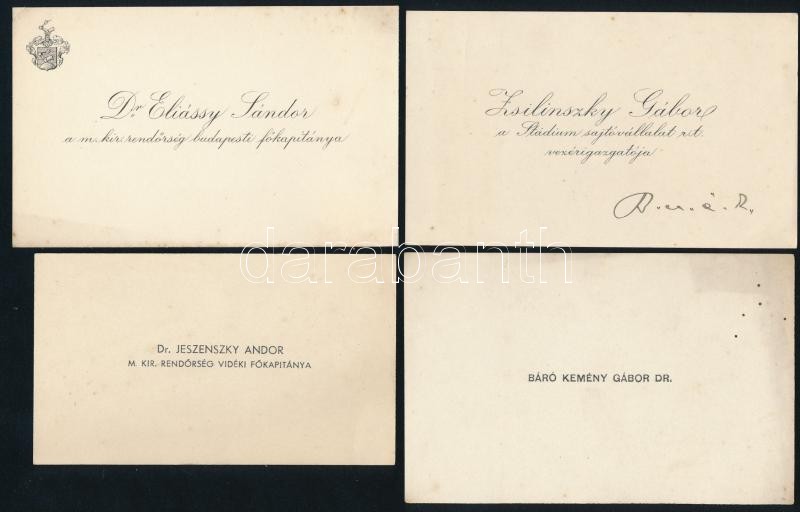 Dr Eliássy Sándor
a m. kir. rendőrség budapesti főkapitánya
Zsilinszky Gábor
a Stádium sajtóvállalat r.t.
vezérigazgatója
B. u. é. k.
Dr. JESZENSZKY ANDOR
M. KIR. RENDŐRSÉG VIDÉKI FŐKAPITÁNYA
BÁRÓ KEMÉNY GÁBOR DR.
darabanth